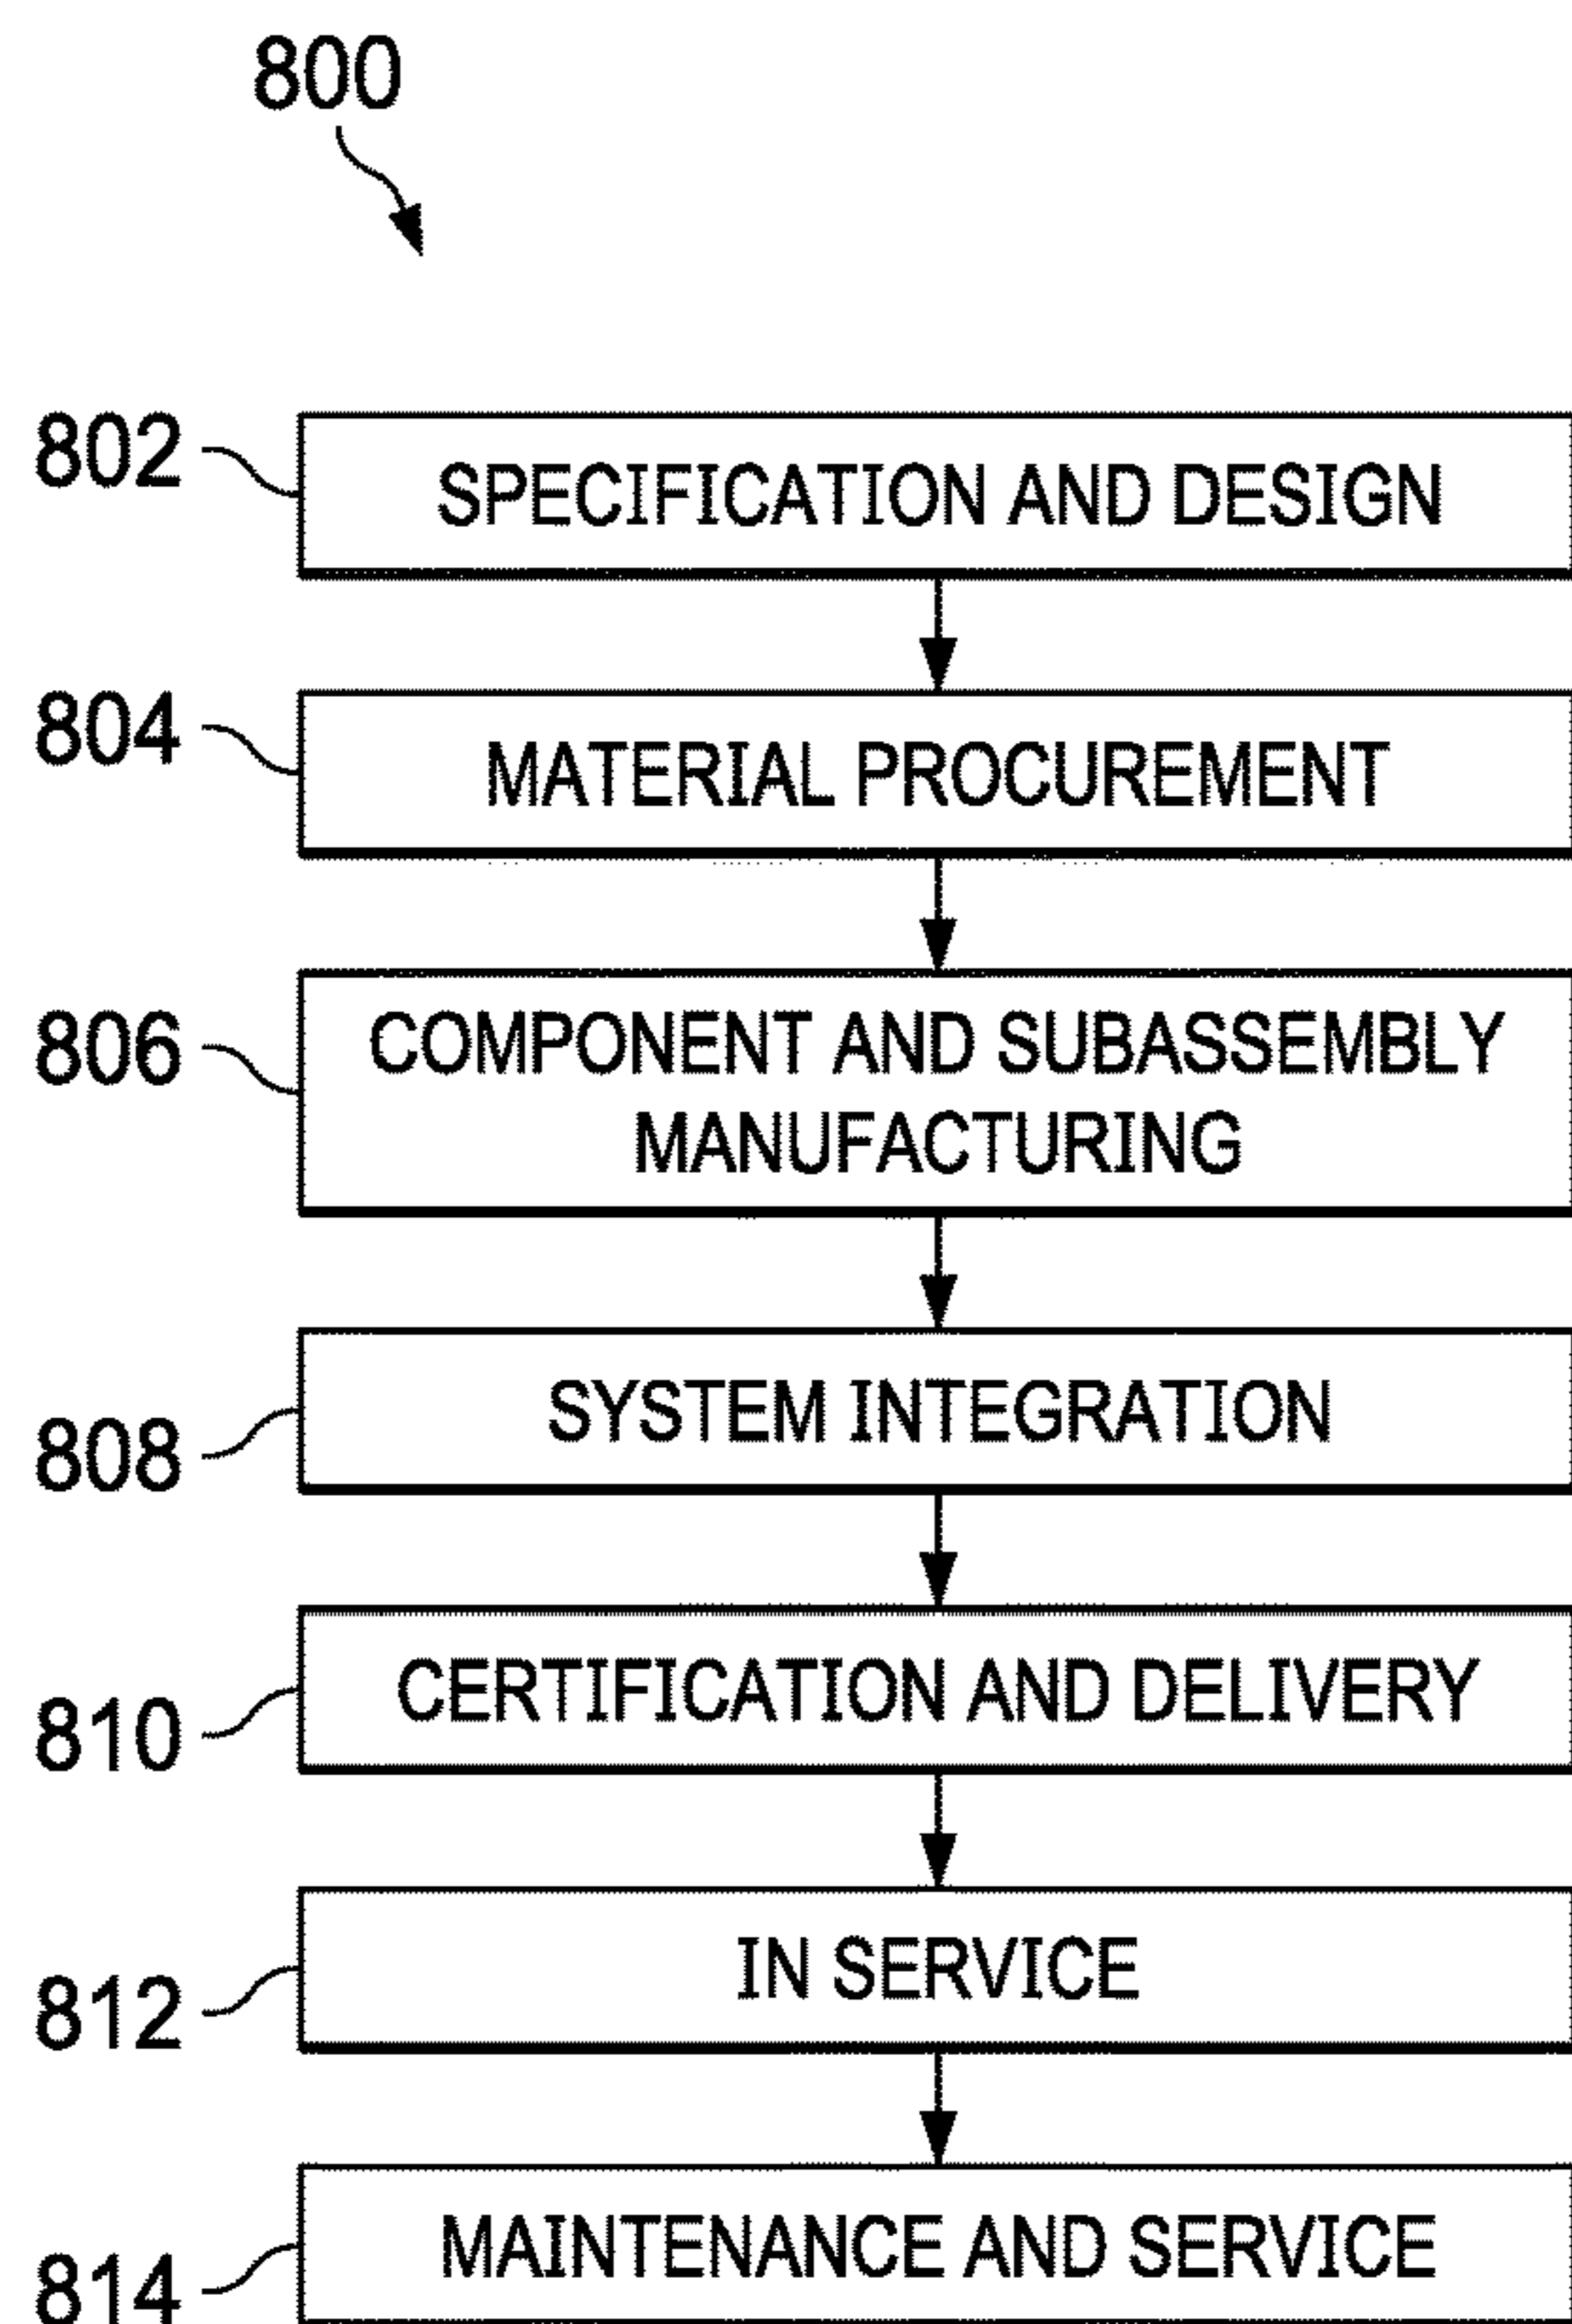 800
802 SPECIFICATION AND DESIGN
804 MATERIAL PROCUREMENT
806 COMPONENT AND SUBASSEMBLY
MANUFACTURING
808 SYSTEM INTEGRATION
810 CERTIFICATION AND DELIVERY
812 IN SERVICE
814 MAINTENANCE AND SERVICE